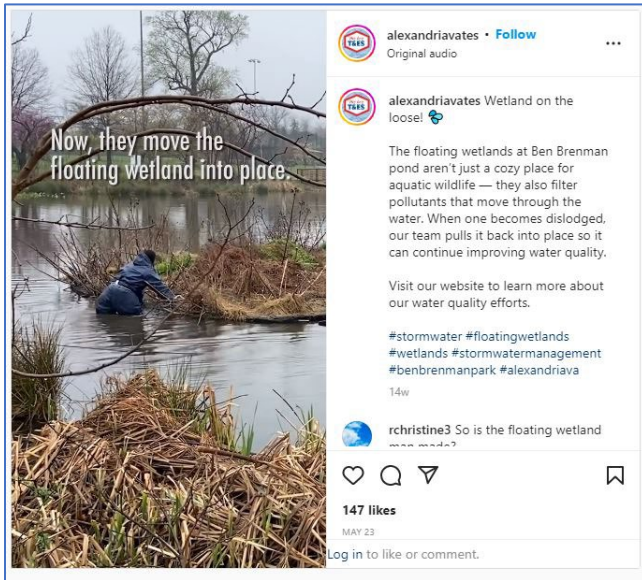 Now, they move the
floating wetland into place.
T&ES
alexandriavates • Follow
Original audio
T&ES
alexandriavates Wetland on the
loose!
The floating wetlands at Ben Brenman
pond aren't just a cozy place for
aquatic wildlife — they also filter
pollutants that move through the
water. When one becomes dislodged,
our team pulls it back into place so it
can continue improving water quality.
Visit our website to learn more about
our water quality efforts.
#stormwater #floatingwetlands
#wetlands #stormwatermanagement
#benbrenmanpark #alexandriava
14w
rchristine3 So is the floating wetland
man made?
147 likes
MAY 23
Log in to like or comment.